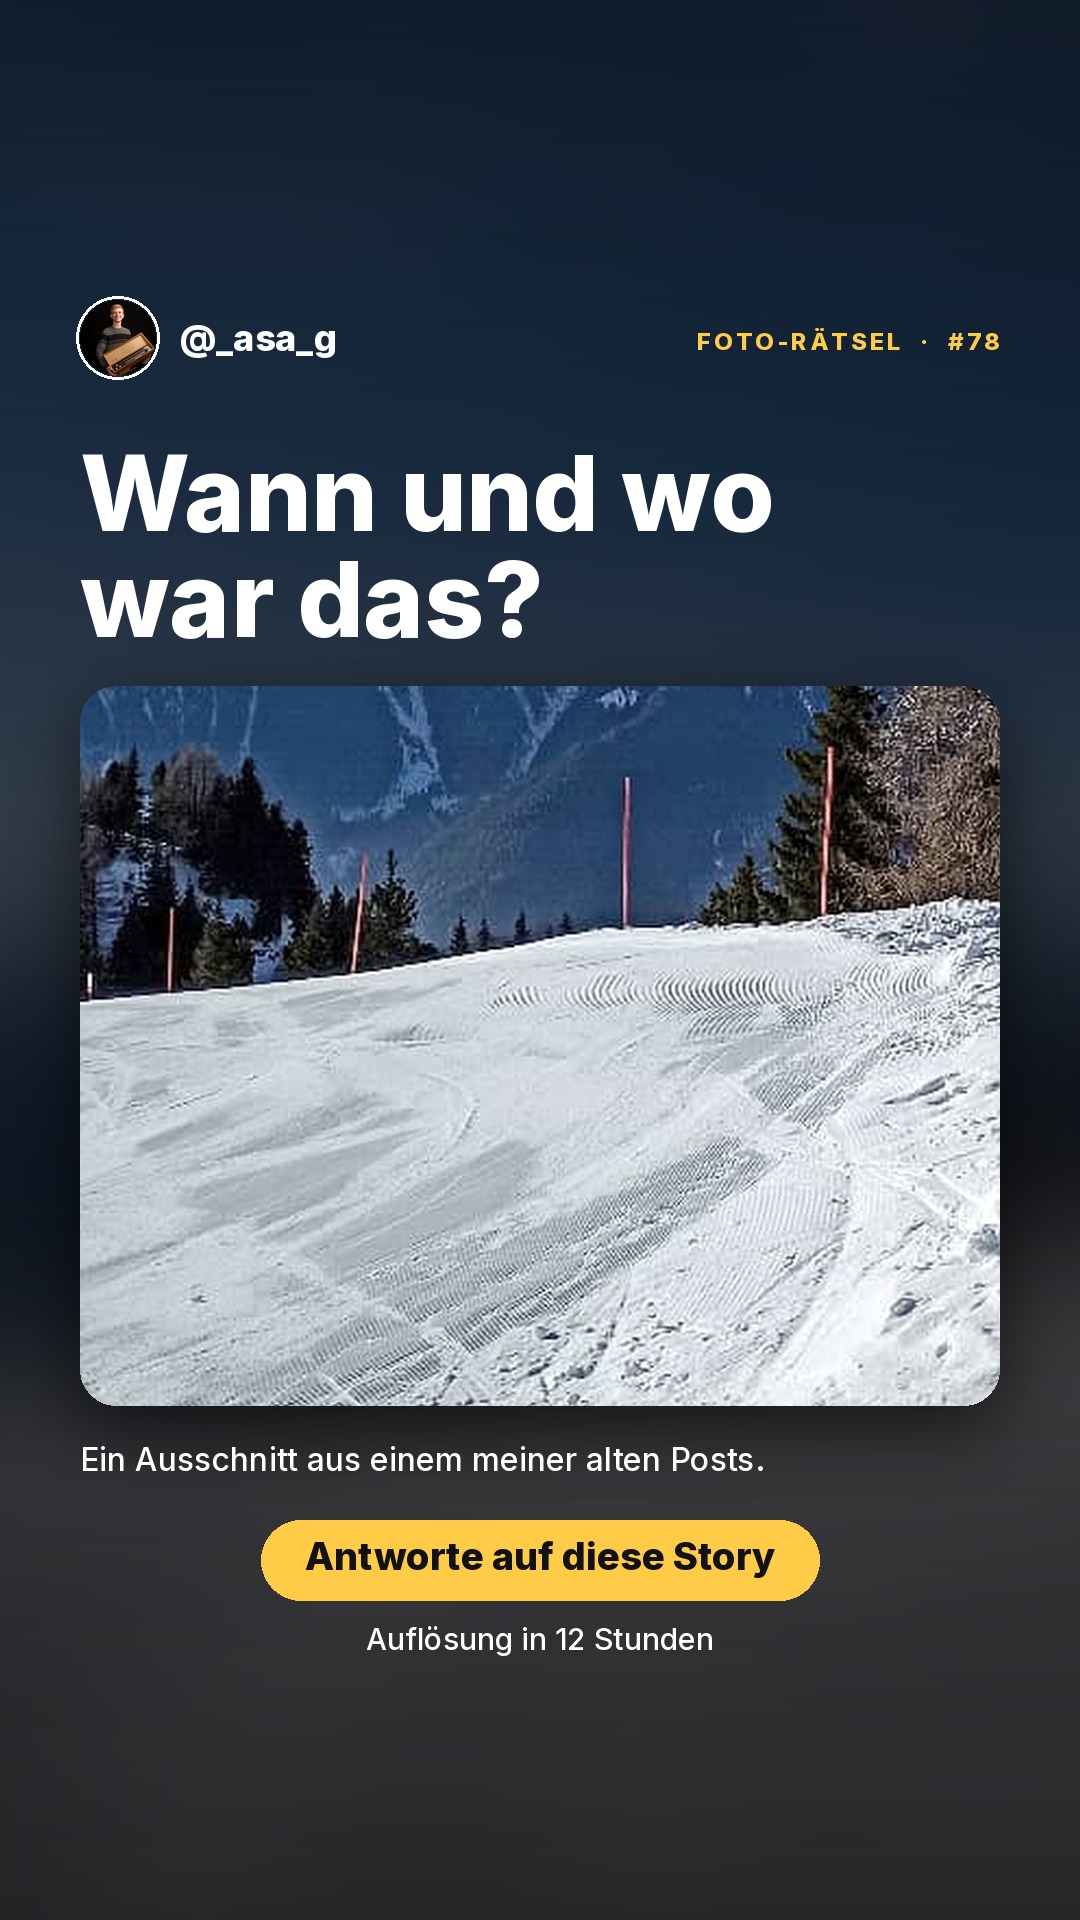 @_asa_g
FOTO-RÄTSEL · #78
Wann und wo
war das?
Ein Ausschnitt aus einem meiner alten Posts.
Antworte auf diese Story
Auflösung in 12 Stunden